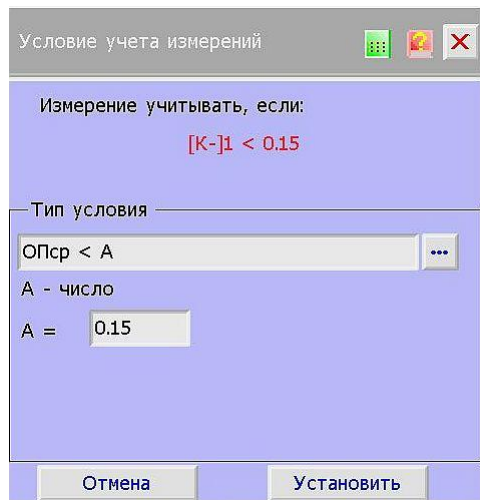 Условие учета измерений
Измерение учитывать, если:
[К-]1 < 0.15
Тип условия
ОПср < А
...
А - число
А = 0.15
Отмена Установить